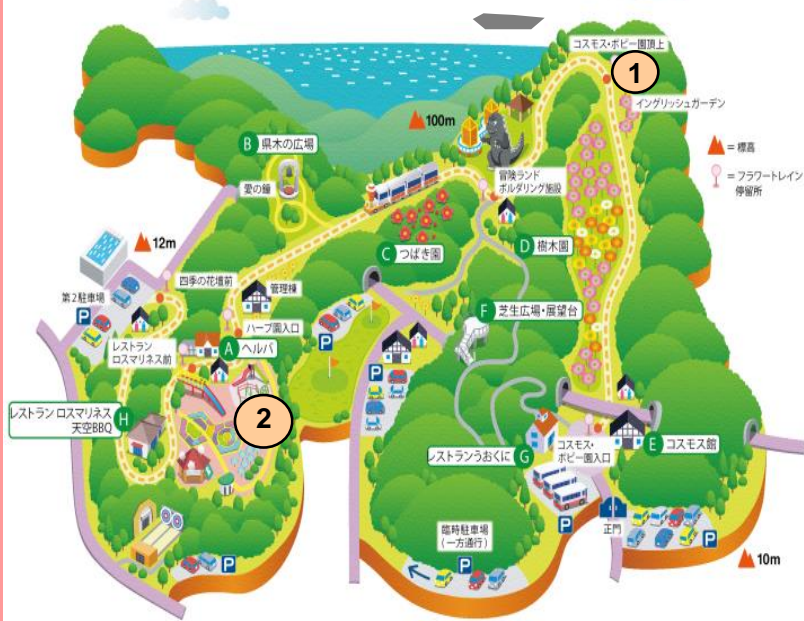 コスモス・ポピー園頂上
1
イングリッシュガーデン
100m
= 標高
= フラワートレイン
停留所
B 県木の広場
愛の鐘
冒険ランド
ボルダリング施設
D 樹木園
C つばき園
12m
第2駐車場
P
四季の花壇前
管理棟
ハーブ園入口
レストラン
ロスマリネス前
A ヘルバ
P
F 芝生広場・展望台
P
レストラン ロスマリネス
天空BBQ
H
2
レストランうおくに G
コスモス・
ポピー園入口
E コスモス館
P
正門
P
臨時駐車場
(一方通行)
P
P
10m